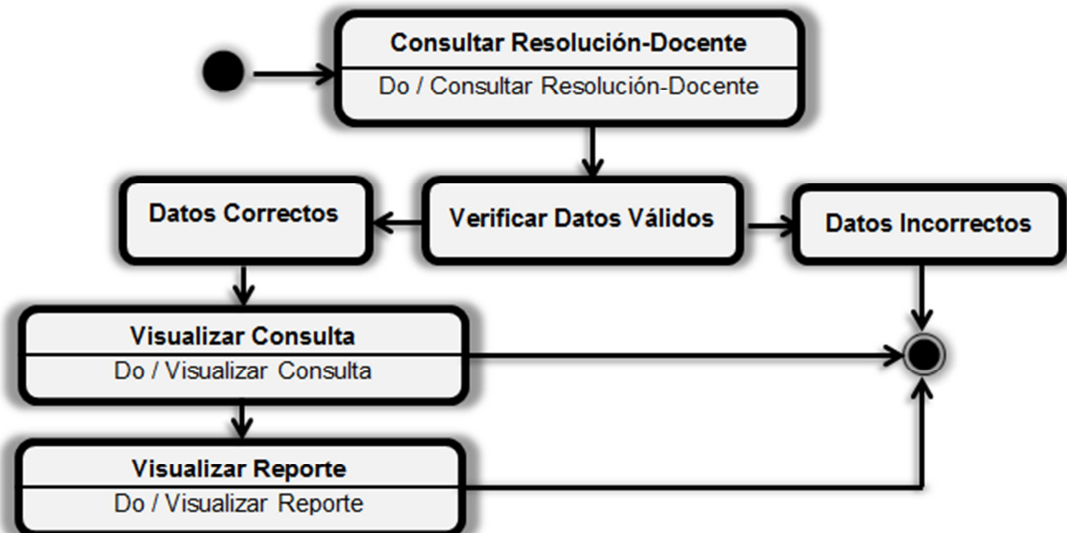 Consultar Resolución-Docente
Do / Consultar Resolución-Docente
Datos Correctos
Verificar Datos Válidos
Datos Incorrectos
Visualizar Consulta
Do / Visualizar Consulta
Visualizar Reporte
Do / Visualizar Reporte